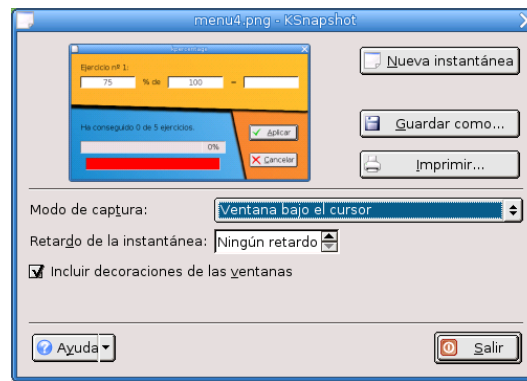 menu4.png - KSnapshot
KPercentage
Ejercicio nº 1:
75 % de 100 =
Ha conseguido 0 de 5 ejercicios.
0%
Aplicar
Cancelar
Nueva instantánea
Guardar como...
Imprimir...
Modo de captura: Ventana bajo el cursor
Retardo de la instantánea: Ningún retardo
Incluir decoraciones de las ventanas
Ayuda
Salir